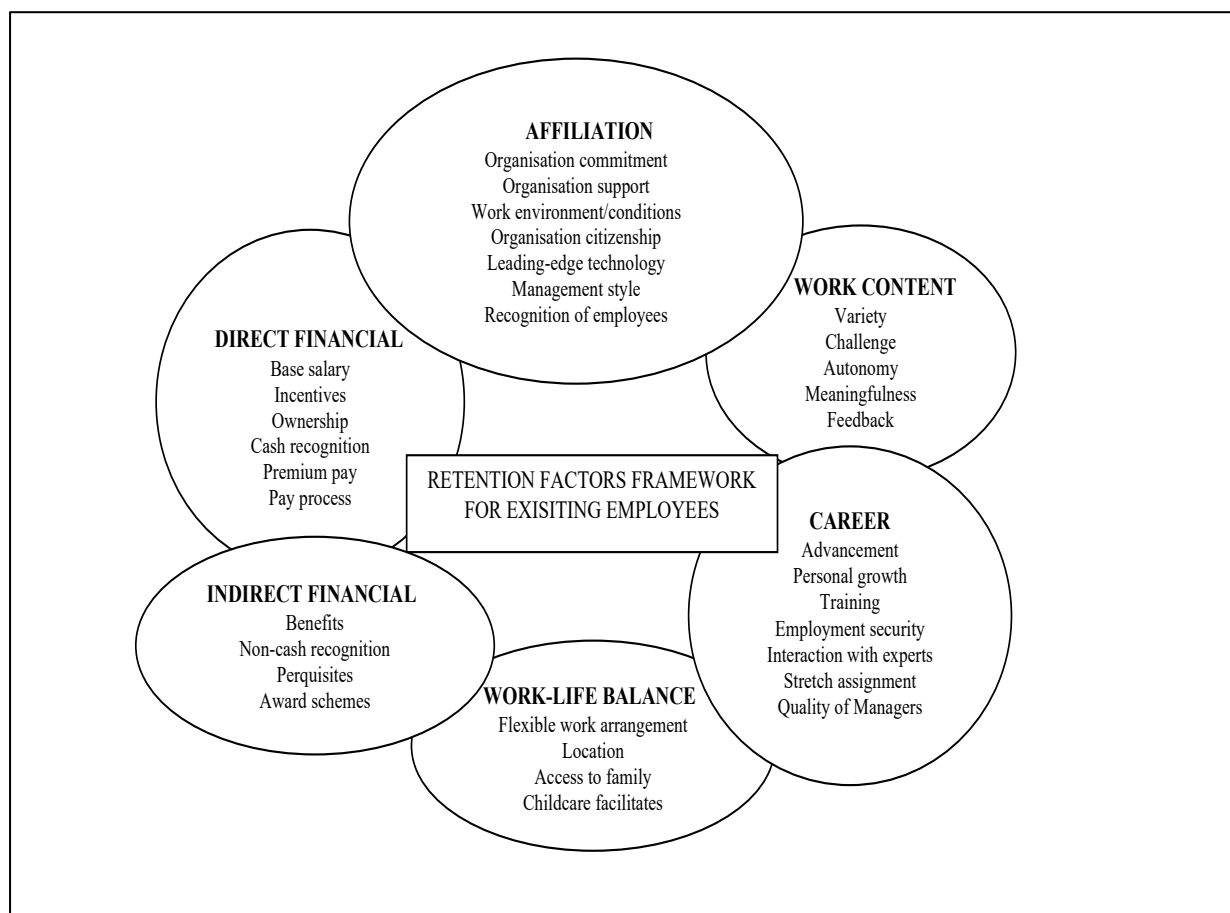 AFFILIATION
Organisation commitment
Organisation support
Work environment/conditions
Organisation citizenship
Leading-edge technology
Management style
Recognition of employees
WORK CONTENT
Variety
Challenge
Autonomy
Meaningfulness
Feedback
DIRECT FINANCIAL
Base salary
Incentives
Ownership
Cash recognition
Premium pay
Pay process
RETENTION FACTORS FRAMEWORK
FOR EXISITING EMPLOYEES
CAREER
Advancement
Personal growth
Training
Employment security
Interaction with experts
Stretch assignment
Quality of Managers
INDIRECT FINANCIAL
Benefits
Non-cash recognition
Perquisites
Award schemes
WORK-LIFE BALANCE
Flexible work arrangement
Location
Access to family
Childcare facilitates